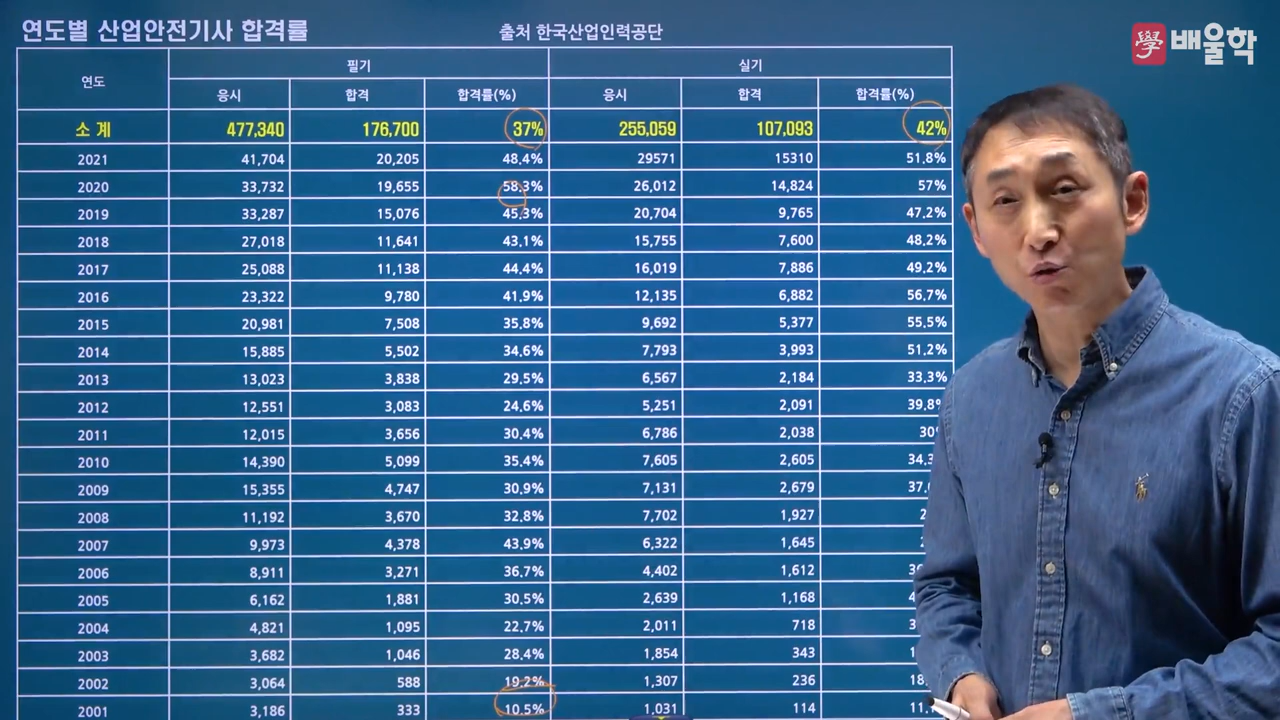 연도별 산업안전기사 합격률 출처 한국산업인력공단
學 배울학
연도 필기 실기
응시 합격 합격률(%) 응시 합격 합격률(%)
소 계 477,340 176,700 37% 255,059 107,093 42%
2021 41,704 20,205 48.4% 29571 15310 51.8%
2020 33,732 19,655 58.3% 26,012 14,824 57%
2019 33,287 15,076 45.3% 20,704 9,765 47.2%
2018 27,018 11,641 43.1% 15,755 7,600 48.2%
2017 25,088 11,138 44.4% 16,019 7,886 49.2%
2016 23,322 9,780 41.9% 12,135 6,882 56,7%
2015 20,981 7,508 35.8% 9,692 5,377 55.5%
2014 15,885 5,502 34.6% 7,793 3,993 51.2%
2013 13,023 3,838 29.5% 6,567 2,184 33,3%
2012 12,551 3,083 24.6% 5,251 2,091 39,8%
2011 12,015 3,656 30.4% 6,786 2,038 30
2010 14,390 5,099 35.4% 7,605 2,605 34,3
2009 15,355 4,747 30.9% 7,131 2,679 37,
2008 11,192 3,670 32.8% 7,702 1,927 2
2007 9,973 4,378 43.9% 6,322 1,645 2
2006 8,911 3,271 36.7% 4,402 1,612 3
2005 6,162 1,881 30.5% 2,639 1,168 4
2004 4,821 1,095 22.7% 2,011 718 3
2003 3,682 1,046 28.4% 1,854 343 1
2002 3,064 588 19.2% 1,307 236 18,
2001 3,186 333 10.5% 1,031 114 11.